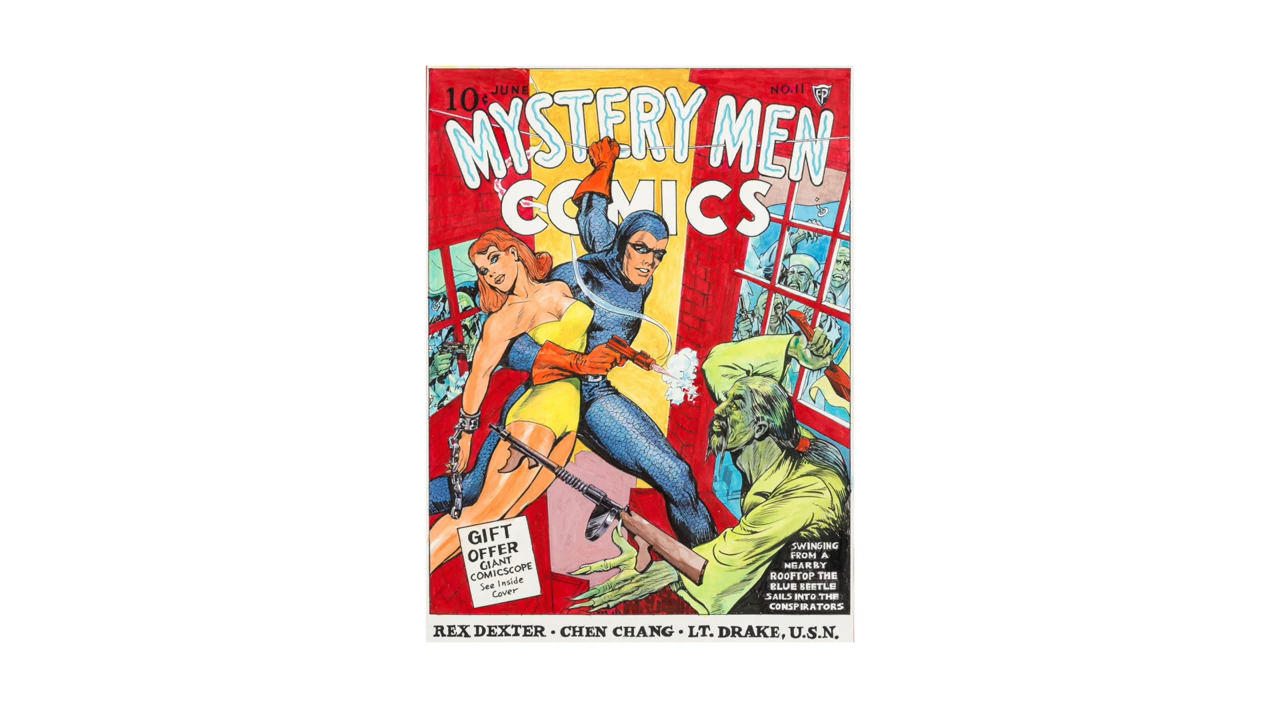 10¢ JUNE NO.11 FP
MYSTERY MEN
COMICS
GIFT
OFFER
GIANT
COMICSCOPE
See Inside
Cover
SWINGING
FROM A
NEARBY
ROOFTOP THE
BLUE BEETLE
SAILS INTO THE
CONSPIRATORS
REX DEXTER · CHEN CHANG · LT. DRAKE, U.S.N.